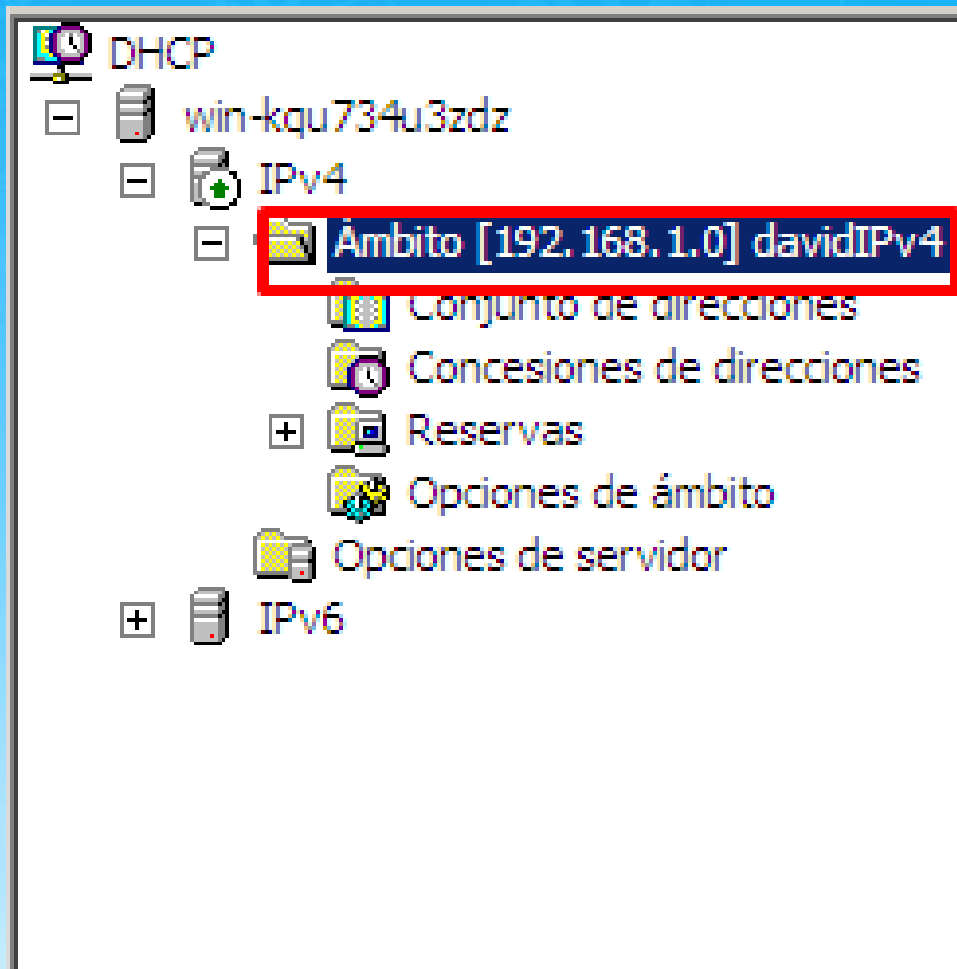 DHCP
win-kqu734u3zdz
IPv4
Ámbito [192.168.1.0] davidIPv4
Conjunto de direcciones
Concesiones de direcciones
Reservas
Opciones de ámbito
Opciones de servidor
IPv6